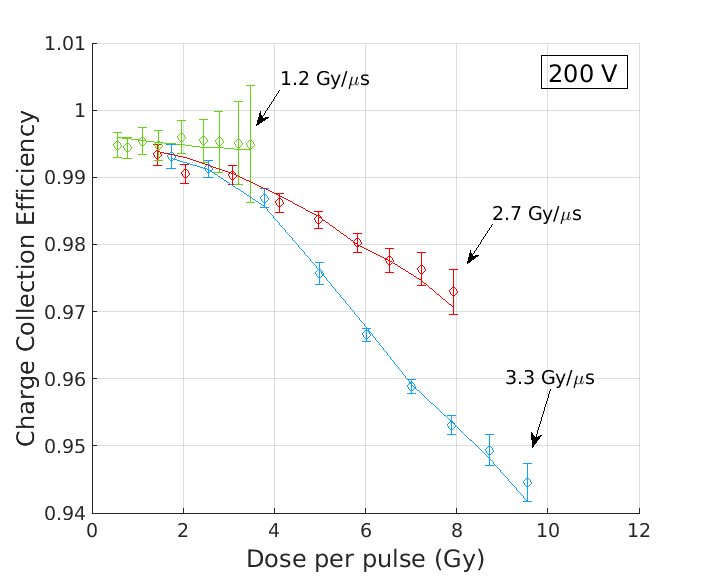 200 V
1.2 Gy/μs
2.7 Gy/μs
3.3 Gy/μs
Charge Collection Efficiency
1.01
1
0.99
0.98
0.97
0.96
0.95
0.94
0 2 4 6 8 10 12
Dose per pulse (Gy)